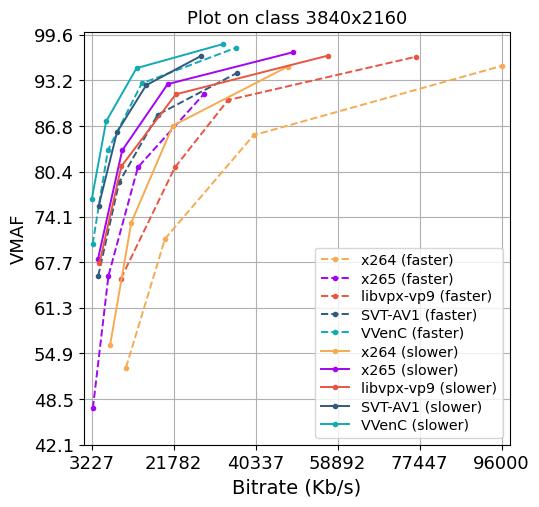 Plot on class 3840x2160
99.6
93.2
86.8
80.4
74.1
67.7
61.3
54.9
48.5
42.1
VMAF
x264 (faster)
x265 (faster)
libvpx-vp9 (faster)
SVT-AV1 (faster)
VVenC (faster)
x264 (slower)
x265 (slower)
libvpx-vp9 (slower)
SVT-AV1 (slower)
VVenC (slower)
3227 21782 40337 58892 77447 96000
Bitrate (Kb/s)